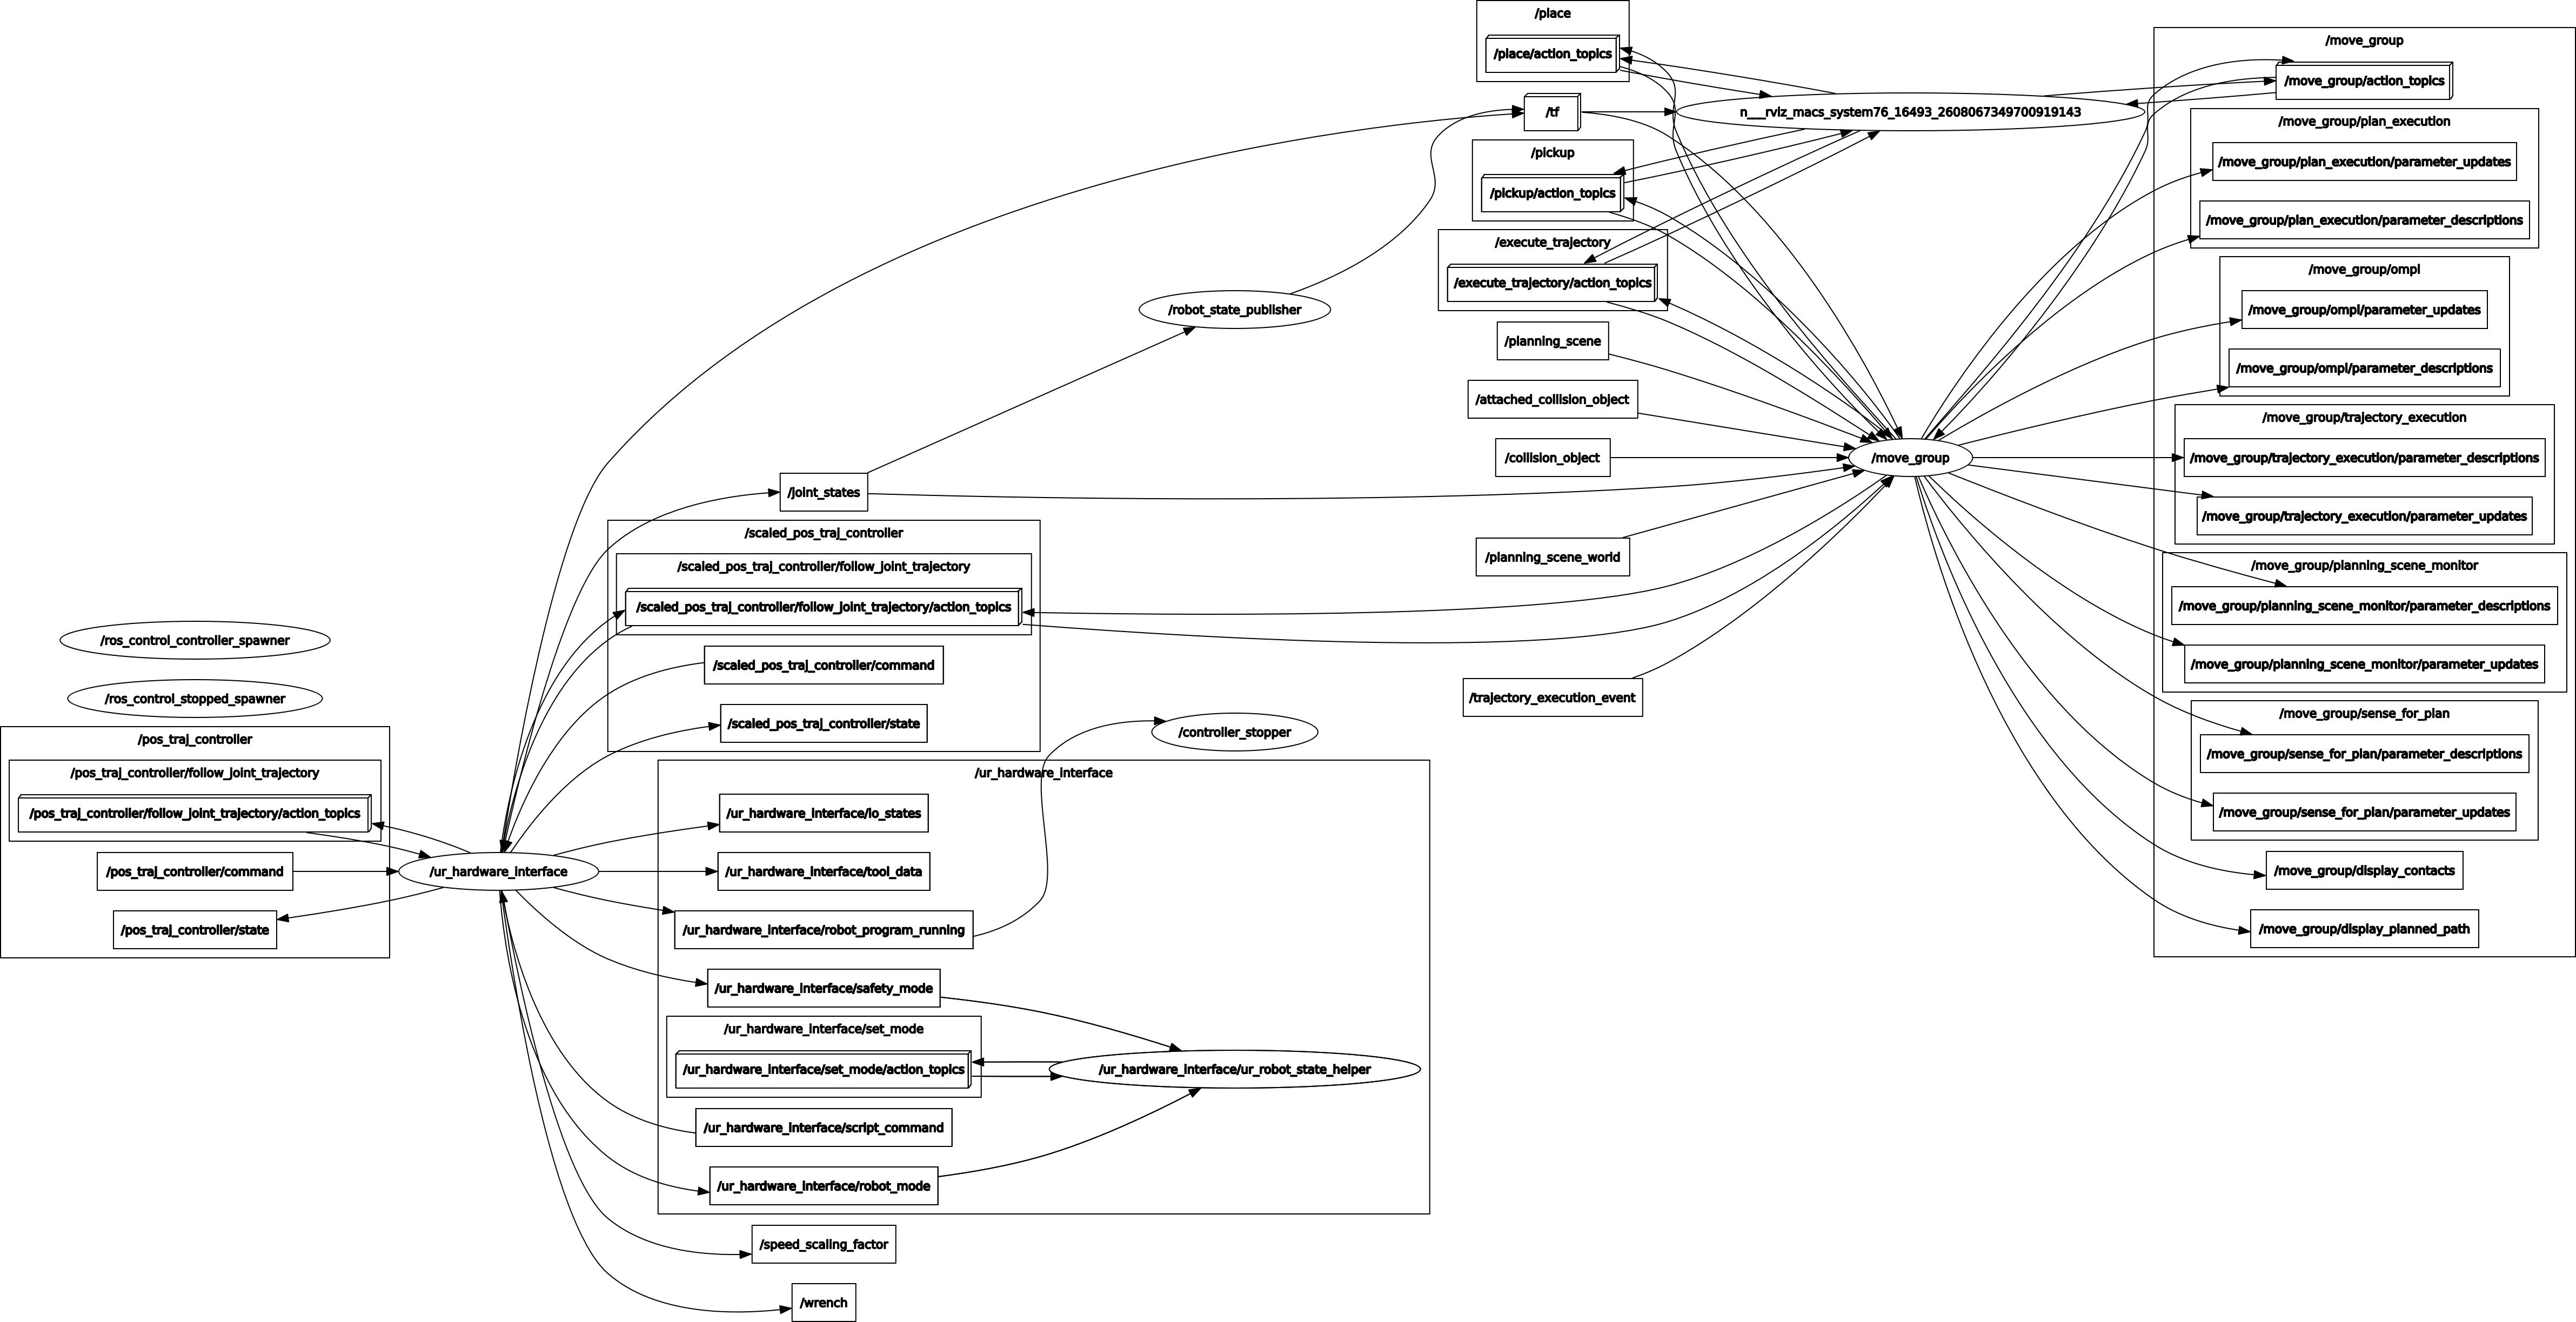 /place
/place/action_topics
/tf
/pickup
/pickup/action_topics
/execute_trajectory
/execute_trajectory/action_topics
/planning_scene
/attached_collision_object
/collision_object
/planning_scene_world
/trajectory_execution_event
n___rviz_macs_system76_16493_2608067349700919143
/move_group
/move_group
/move_group/action_topics
/move_group/plan_execution
/move_group/plan_execution/parameter_updates
/move_group/plan_execution/parameter_descriptions
/move_group/ompl
/move_group/ompl/parameter_updates
/move_group/ompl/parameter_descriptions
/move_group/trajectory_execution
/move_group/trajectory_execution/parameter_descriptions
/move_group/trajectory_execution/parameter_updates
/move_group/planning_scene_monitor
/move_group/planning_scene_monitor/parameter_descriptions
/move_group/planning_scene_monitor/parameter_updates
/move_group/sense_for_plan
/move_group/sense_for_plan/parameter_descriptions
/move_group/sense_for_plan/parameter_updates
/move_group/display_contacts
/move_group/display_planned_path
/robot_state_publisher
/joint_states
/scaled_pos_traj_controller
/scaled_pos_traj_controller/follow_joint_trajectory
/scaled_pos_traj_controller/follow_joint_trajectory/action_topics
/scaled_pos_traj_controller/command
/scaled_pos_traj_controller/state
/controller_stopper
/ros_control_controller_spawner
/ros_control_stopped_spawner
/pos_traj_controller
/pos_traj_controller/follow_joint_trajectory
/pos_traj_controller/follow_joint_trajectory/action_topics
/pos_traj_controller/command
/pos_traj_controller/state
/ur_hardware_interface
/ur_hardware_interface
/ur_hardware_interface/io_states
/ur_hardware_interface/tool_data
/ur_hardware_interface/robot_program_running
/ur_hardware_interface/safety_mode
/ur_hardware_interface/set_mode
/ur_hardware_interface/set_mode/action_topics
/ur_hardware_interface/ur_robot_state_helper
/ur_hardware_interface/script_command
/ur_hardware_interface/robot_mode
/speed_scaling_factor
/wrench